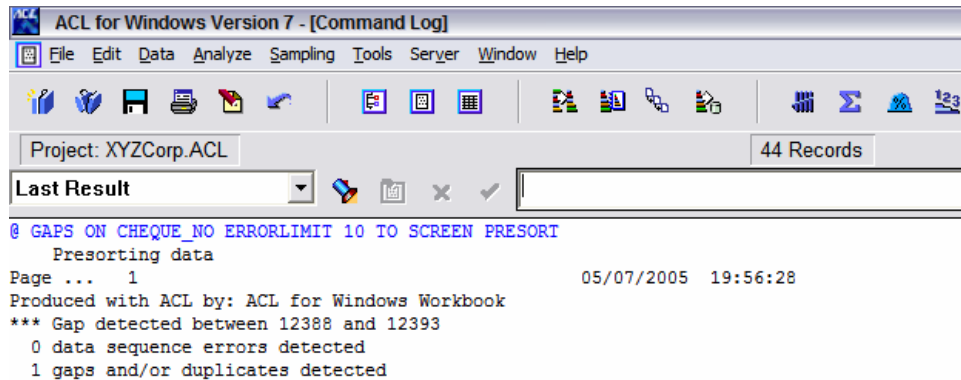 ACL for Windows Version 7 - [Command Log]
File Edit Data Analyze Sampling Tools Server Window Help
Project: XYZCorp.ACL 44 Records
Last Result
@ GAPS ON CHEQUE_NO ERRORLIMIT 10 TO SCREEN PRESORT
Presorting data
Page ... 1 05/07/2005 19:56:28
Produced with ACL by: ACL for Windows Workbook
*** Gap detected between 12388 and 12393
0 data sequence errors detected
1 gaps and/or duplicates detected